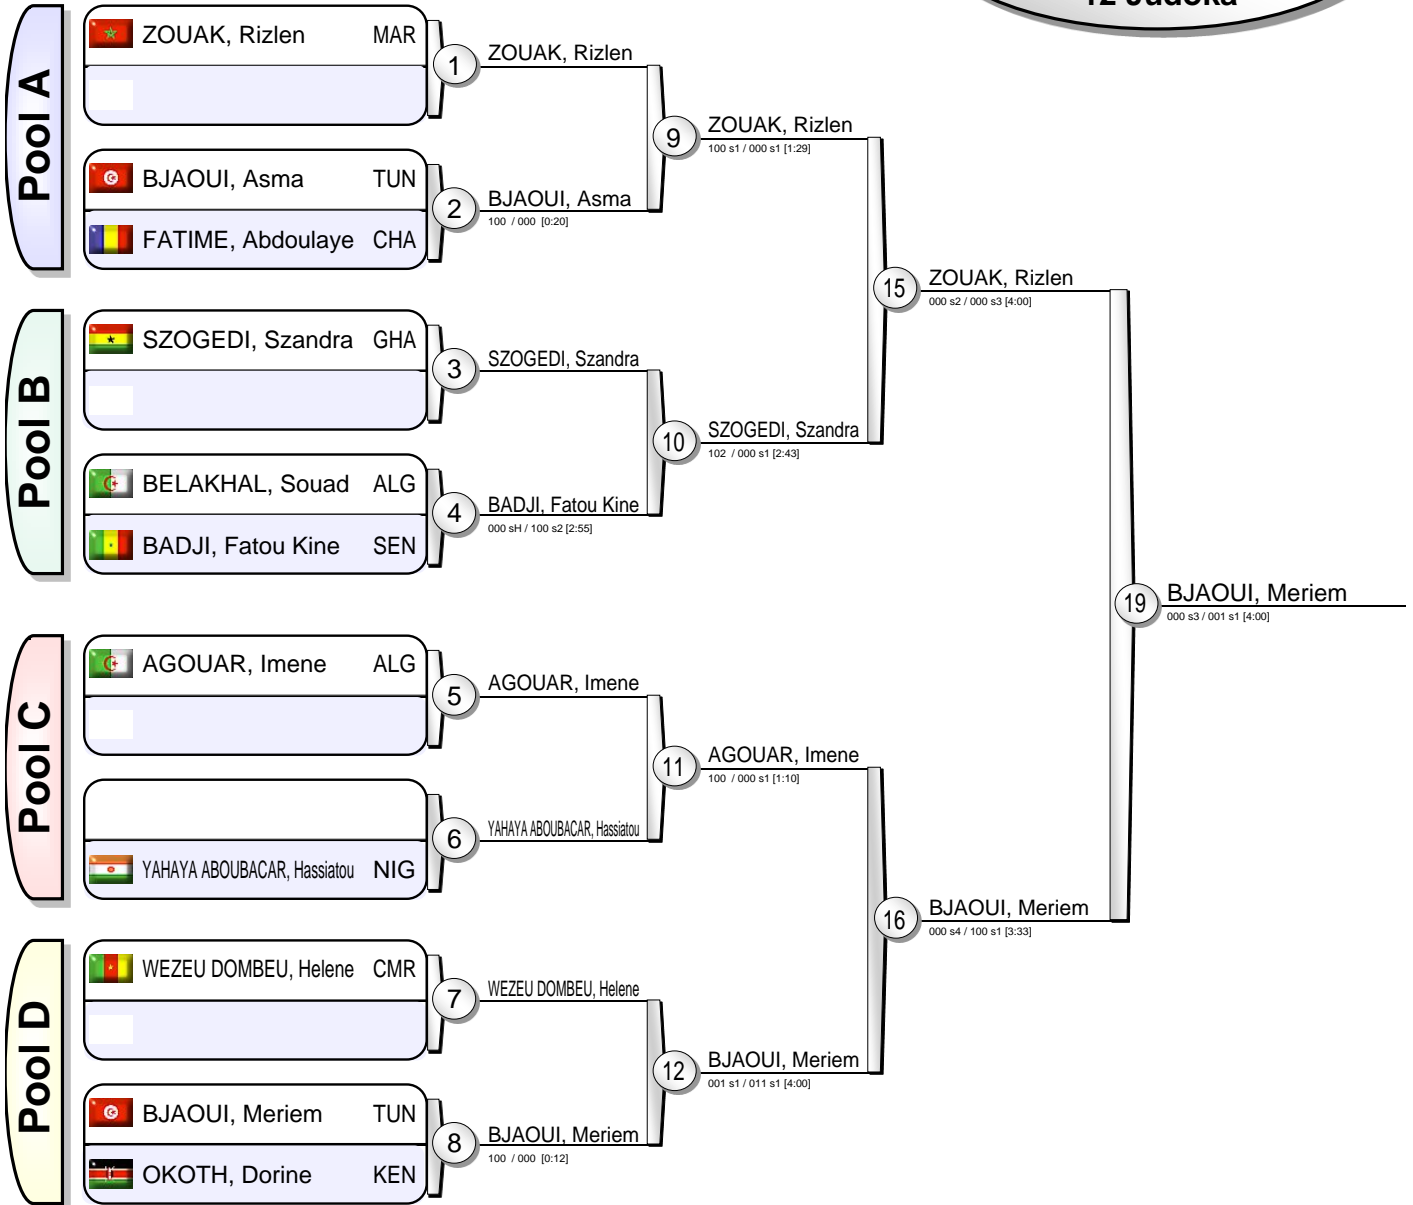 12 Judoka
Pool A
ZOUAK, Rizlen MAR
BJAOUI, Asma TUN
FATIME, Abdoulaye CHA
1
ZOUAK, Rizlen
2
BJAOUI, Asma
100 / 000 [0:20]
9
ZOUAK, Rizlen
100 s1 / 000 s1 [1:29]
Pool B
SZOGEDI, Szandra GHA
BELAKHAL, Souad ALG
BADJI, Fatou Kine SEN
3
SZOGEDI, Szandra
4
BADJI, Fatou Kine
000 sH / 100 s2 [2:55]
10
SZOGEDI, Szandra
102 / 000 s1 [2:43]
15
ZOUAK, Rizlen
000 s2 / 000 s3 [4:00]
Pool C
AGOUAR, Imene ALG
YAHAYA ABOUBACAR, Hassiatou NIG
5
AGOUAR, Imene
6
YAHAYA ABOUBACAR, Hassiatou
11
AGOUAR, Imene
100 / 000 s1 [1:10]
Pool D
WEZEU DOMBEU, Helene CMR
BJAOUI, Meriem TUN
OKOTH, Dorine KEN
7
WEZEU DOMBEU, Helene
8
BJAOUI, Meriem
100 / 000 [0:12]
12
BJAOUI, Meriem
001 s1 / 011 s1 [4:00]
16
BJAOUI, Meriem
000 s4 / 100 s1 [3:33]
19
BJAOUI, Meriem
000 s3 / 001 s1 [4:00]